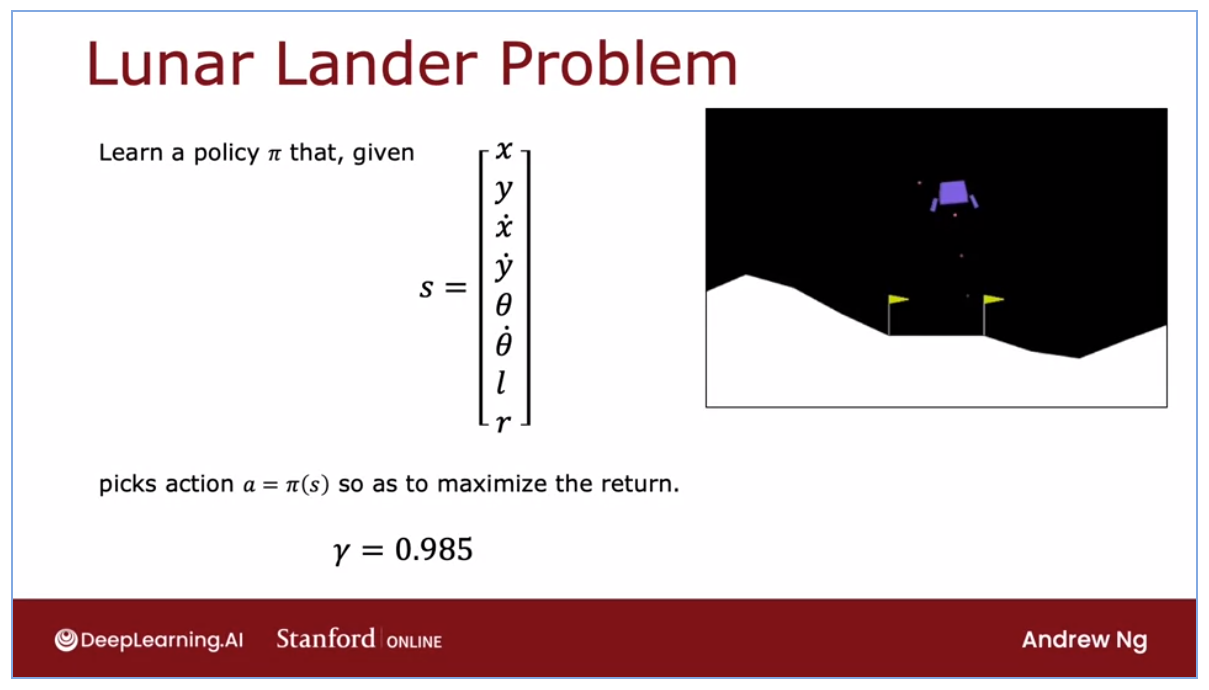 Lunar Lander Problem
Learn a policy π that, given
s =
x
y
ẋ
ẏ
θ
θ̇
l
r
picks action a = π(s) so as to maximize the return.
γ = 0.985
DeepLearning.AI Stanford ONLINE Andrew Ng